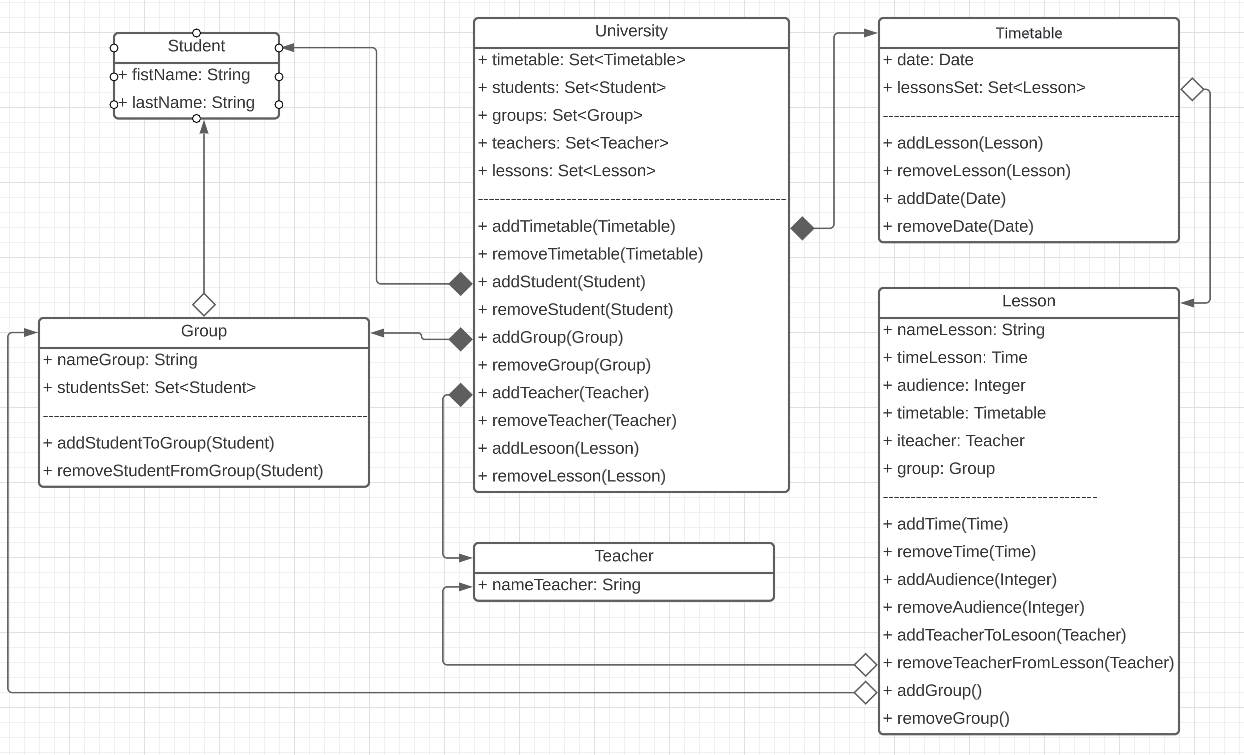 Student
+ fistName: String
+ lastName: String
University
+ timetable: Set<Timetable>
+ students: Set<Student>
+ groups: Set<Group>
+ teachers: Set<Teacher>
+ lessons: Set<Lesson>
+ addTimetable(Timetable)
+ removeTimetable(Timetable)
+ addStudent(Student)
+ removeStudent(Student)
+ addGroup(Group)
+ removeGroup(Group)
+ addTeacher(Teacher)
+ removeTeacher(Teacher)
+ addLesoon(Lesson)
+ removeLesson(Lesson)
Timetable
+ date: Date
+ lessonsSet: Set<Lesson>
+ addLesson(Lesson)
+ removeLesson(Lesson)
+ addDate(Date)
+ removeDate(Date)
Group
+ nameGroup: String
+ studentsSet: Set<Student>
+ addStudentToGroup(Student)
+ removeStudentFromGroup(Student)
Lesson
+ nameLesson: String
+ timeLesson: Time
+ audience: Integer
+ timetable: Timetable
+ iteacher: Teacher
+ group: Group
+ addTime(Time)
+ removeTime(Time)
+ addAudience(Integer)
+ removeAudience(Integer)
+ addTeacherToLesoon(Teacher)
+ removeTeacherFromLesson(Teacher)
+ addGroup()
+ removeGroup()
Teacher
+ nameTeacher: Sring